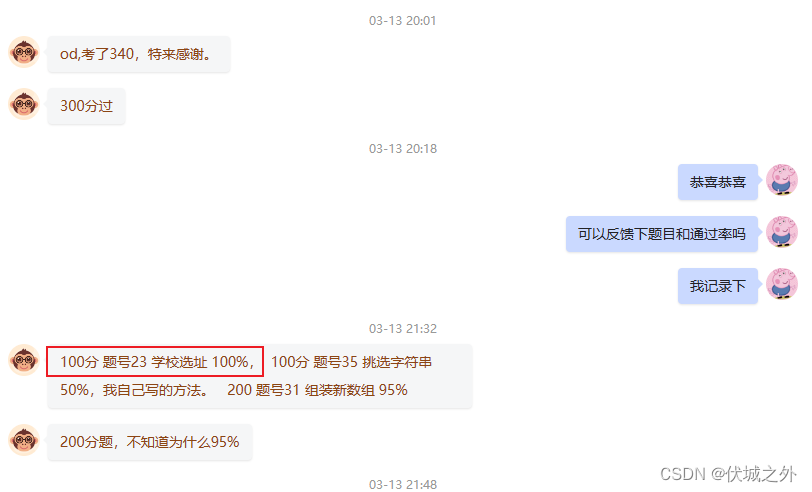 03-13 20:01
od,考了340，特来感谢。
300分过
03-13 20:18
恭喜恭喜
可以反馈下题目和通过率吗
我记录下
03-13 21:32
100分 题号23 学校选址 100%， 100分 题号35 挑选字符串
50%，我自己写的方法。 200 题号31 组装新数组 95%
200分题，不知道为什么95%
03-13 21:48
CSDN @伏城之外